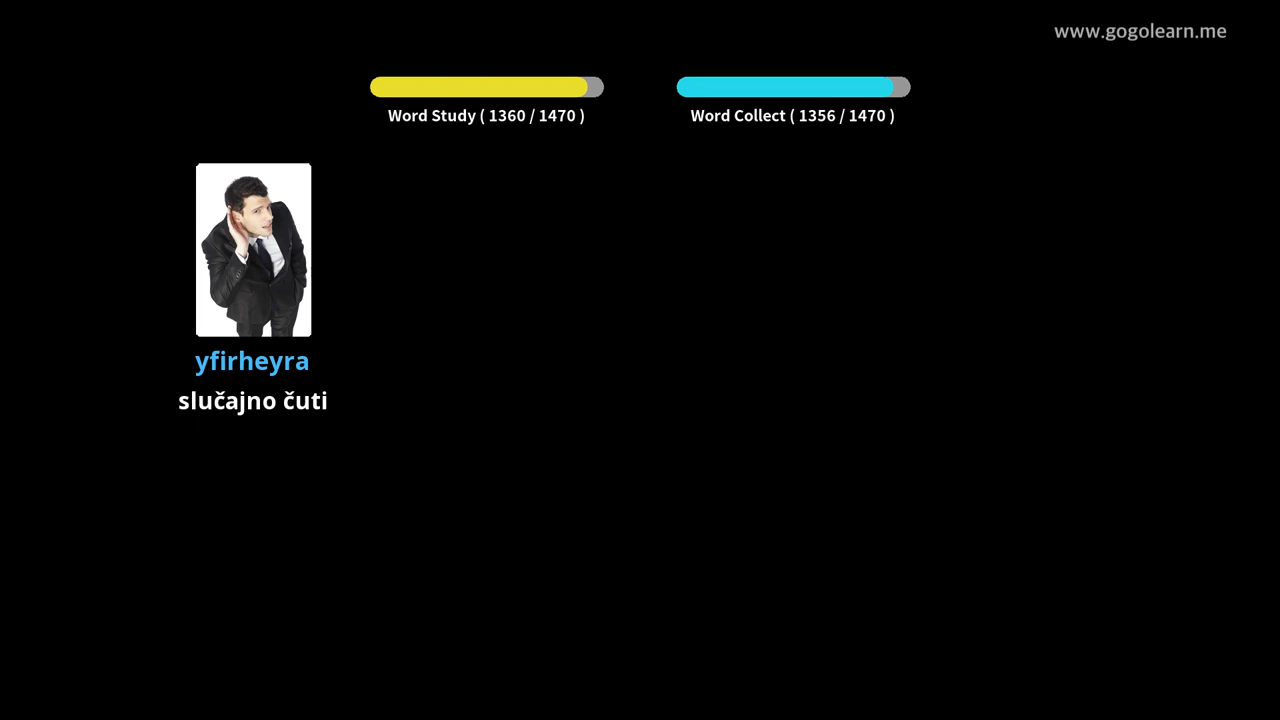 www.gogolearn.me
Word Study ( 1360 / 1470 )
Word Collect ( 1356 / 1470 )
yfirheyra
slučajno čuti